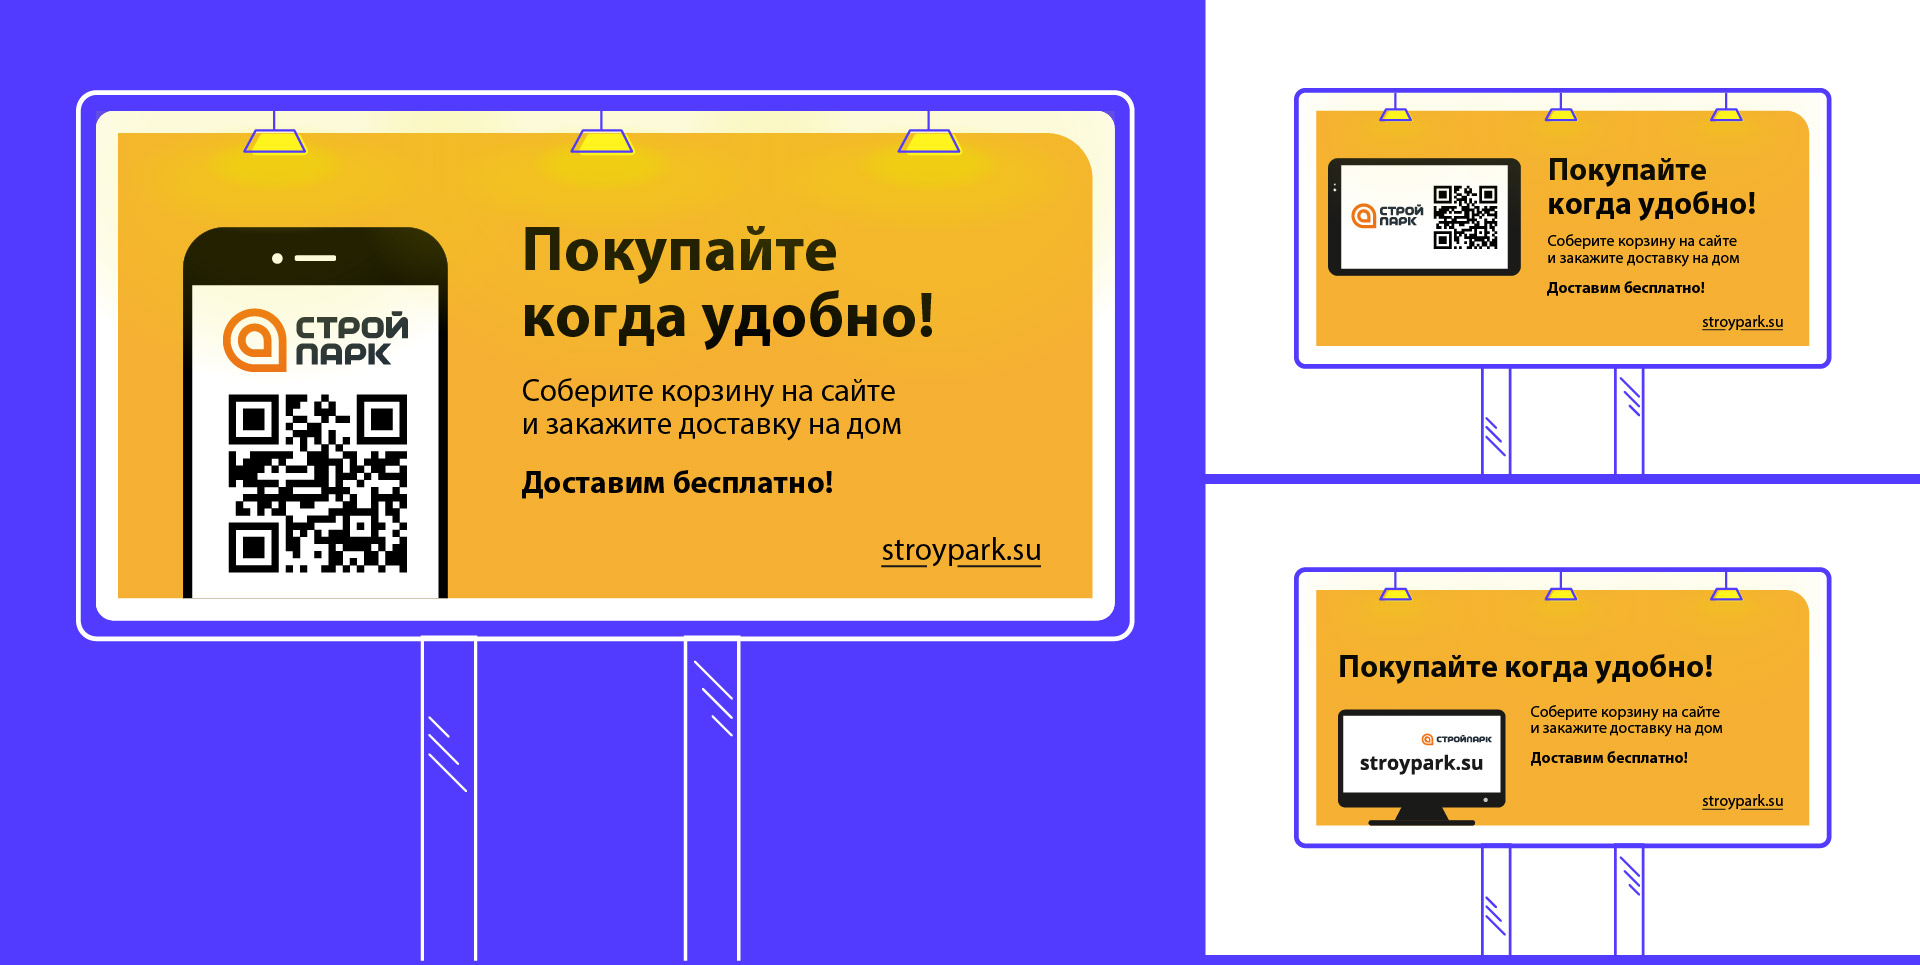 СТРОЙ
ПАРК
Покупайте
когда удобно!
Соберите корзину на сайте
и закажите доставку на дом
Доставим бесплатно!
stroypark.su
СТРОЙ
ПАРК
Покупайте
когда удобно!
Соберите корзину на сайте
и закажите доставку на дом
Доставим бесплатно!
stroypark.su
Покупайте когда удобно!
СТРОЙПАРК
stroypark.su
Соберите корзину на сайте
и закажите доставку на дом
Доставим бесплатно!
stroypark.su